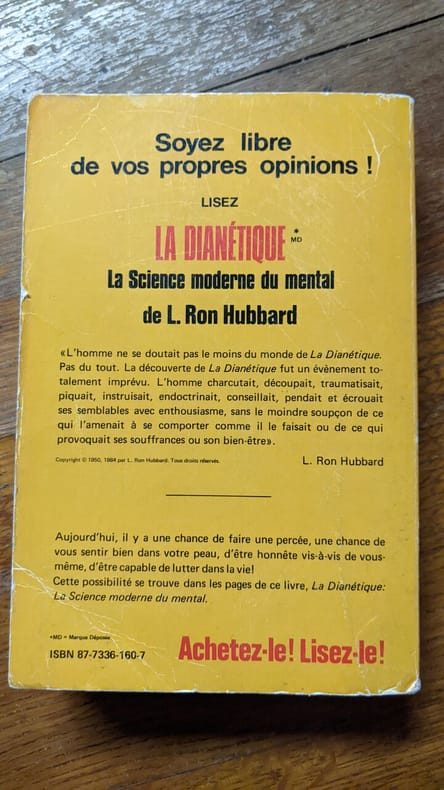 Soyez libre
de vos propres opinions !
LISEZ
LA DIANÉTIQUE *
MD
La Science moderne du mental
de L. Ron Hubbard
«L'homme ne se doutait pas le moins du monde de La Dianétique.
Pas du tout. La découverte de La Dianétique fut un évènement to-
talement imprévu. L'homme charcutait, découpait, traumatisait,
piquait, instruisait, endoctrinait, conseillait, pendait et écrouait
ses semblables avec enthousiasme, sans le moindre soupçon de ce
qui l'amenait à se comporter comme il le faisait ou de ce qui
provoquait ses souffrances ou son bien-être».
Copyright © 1950, 1984 par L. Ron Hubbard. Tous droits réservés.
L. Ron Hubbard
Aujourd'hui, il y a une chance de faire une percée, une chance de
vous sentir bien dans votre peau, d'être honnête vis-à-vis de vous-
même, d'être capable de lutter dans la vie!
Cette possibilité se trouve dans les pages de ce livre, La Dianétique:
La Science moderne du mental.
*MD = Marque Déposée
ISBN 87-7336-160-7
Achetez-le! Lisez-le!